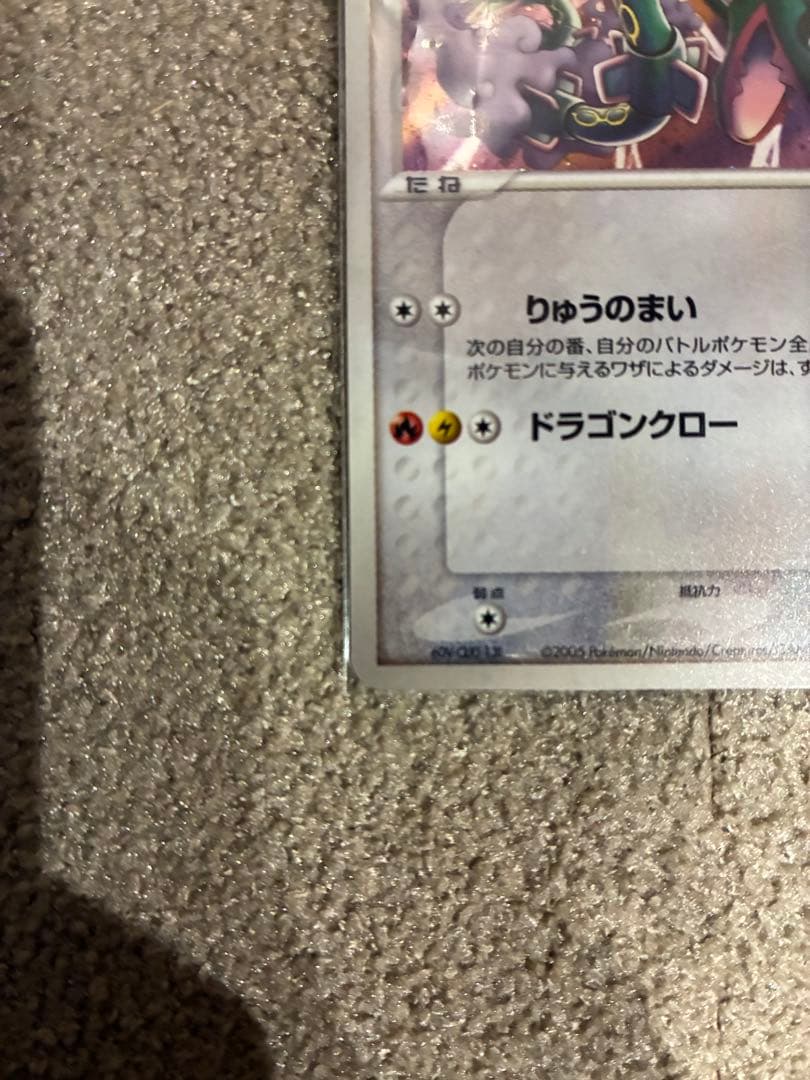 たね
りゅうのまい
次の自分の番、自分のバトルポケモン全
ポケモンに与えるワザによるダメージは、す
ドラゴンクロー
弱点
抵抗力
©2005 Pokémon/Nintendo/Creatures/